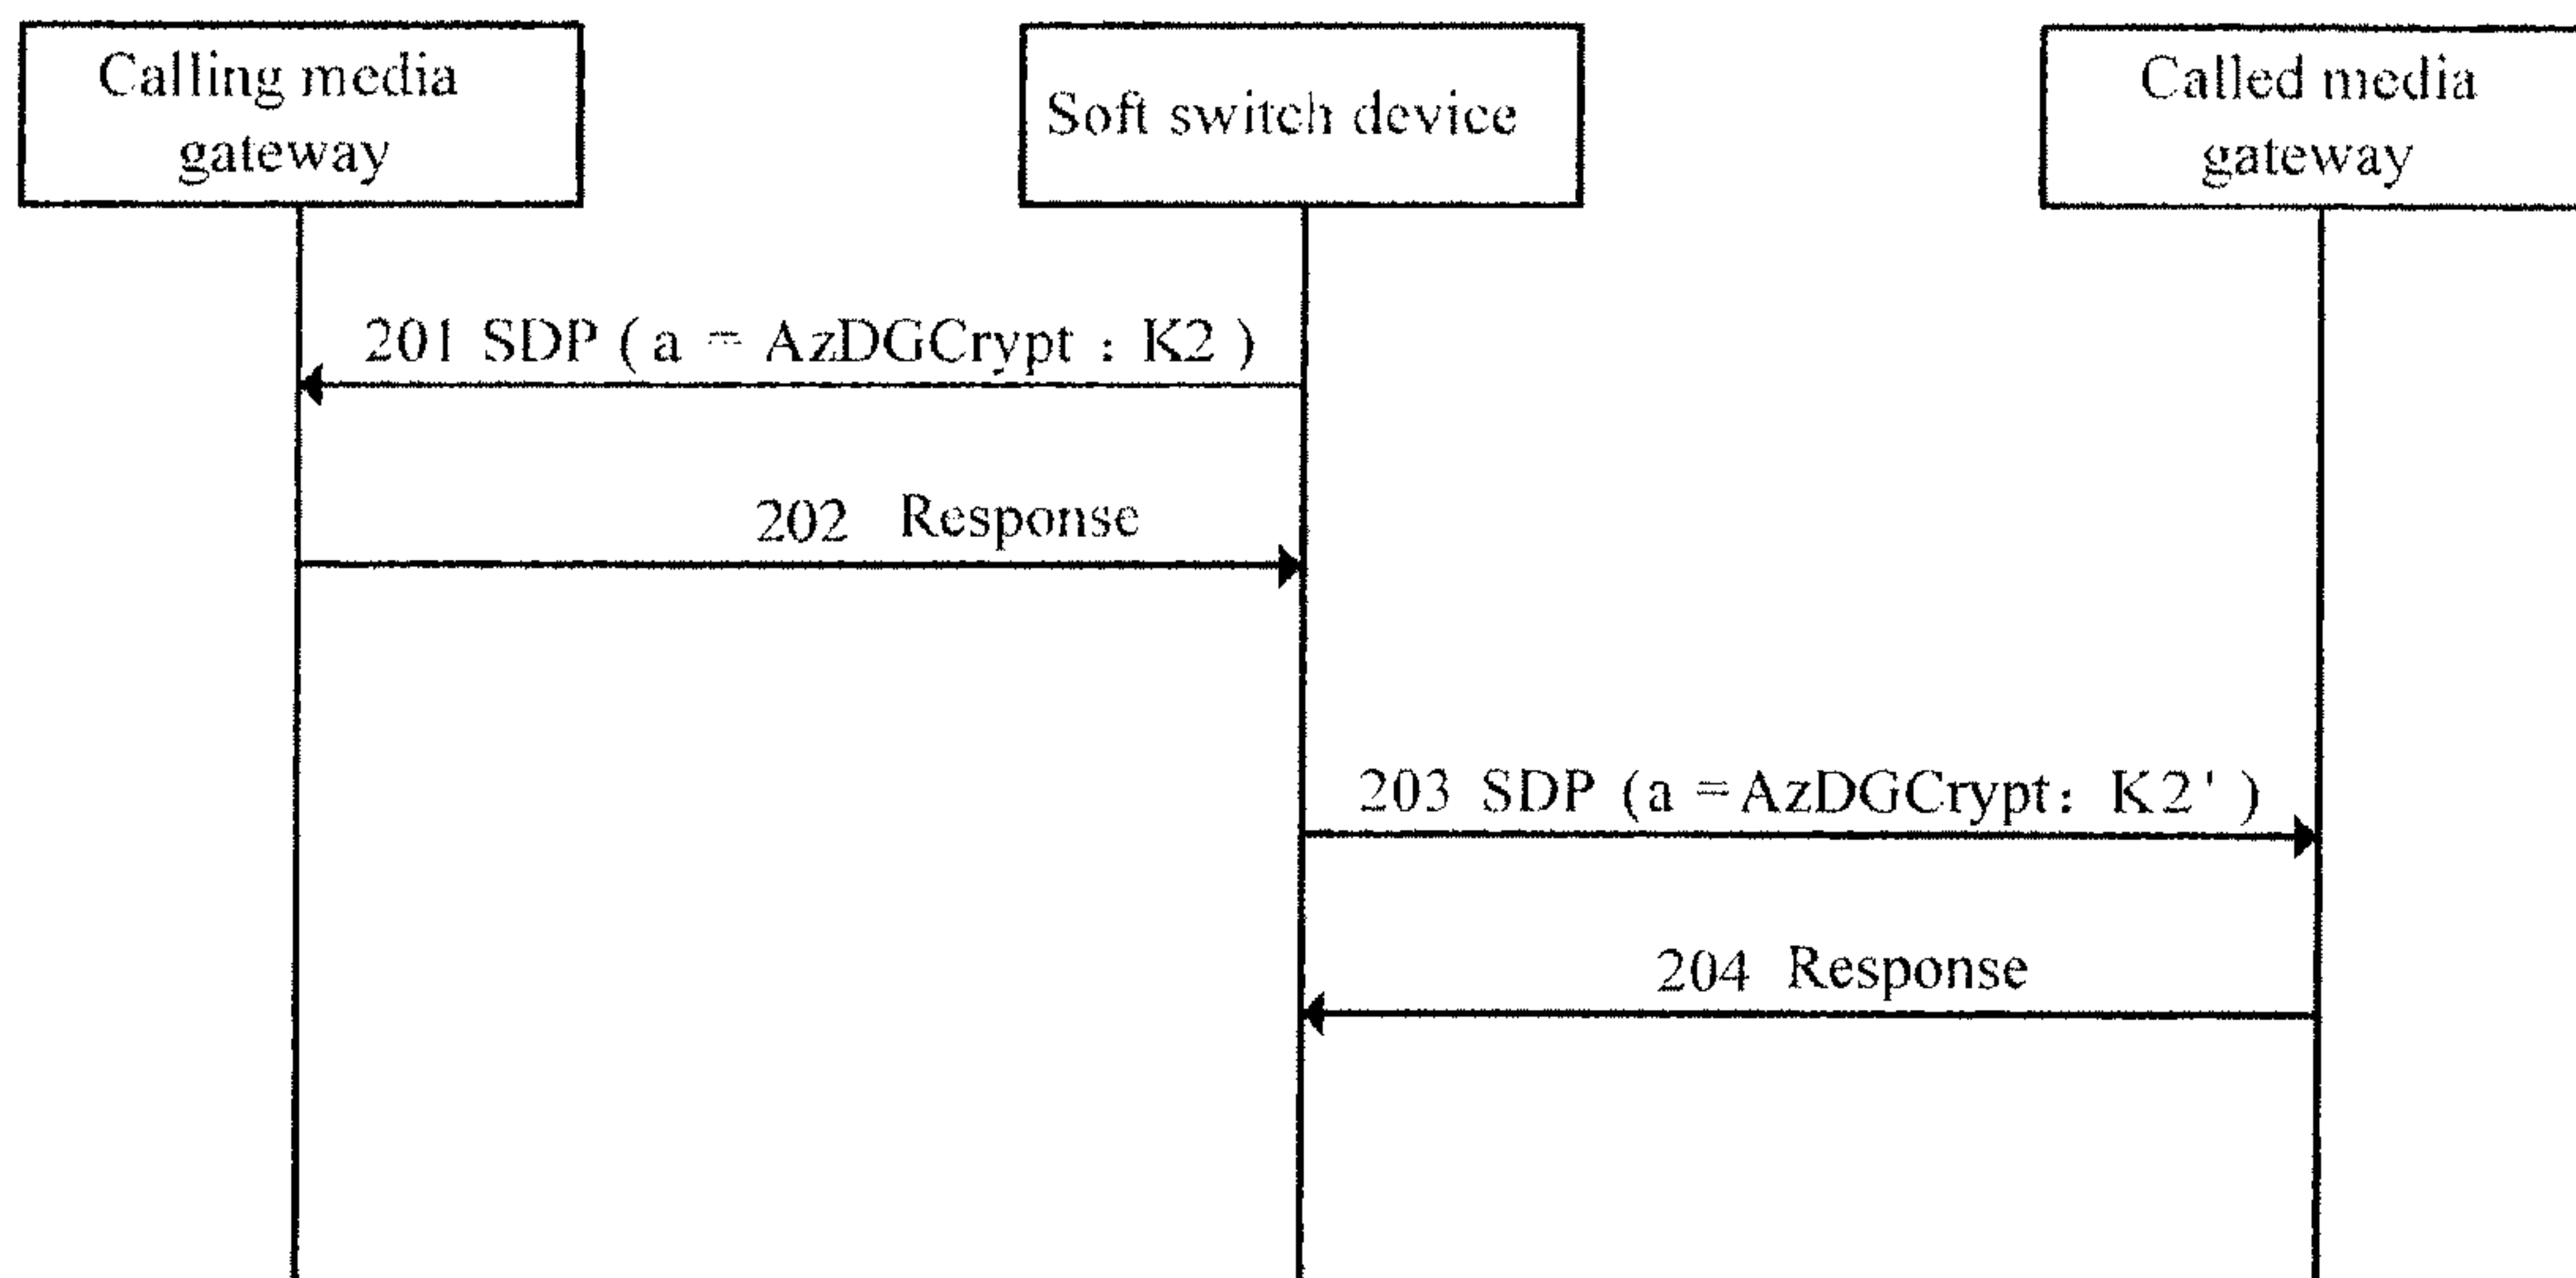 Calling media
gateway
Soft switch device
Called media
gateway
201 SDP ( a = AzDGCrypt : K2 )
202 Response
203 SDP (a =AzDGCrypt: K2' )
204 Response